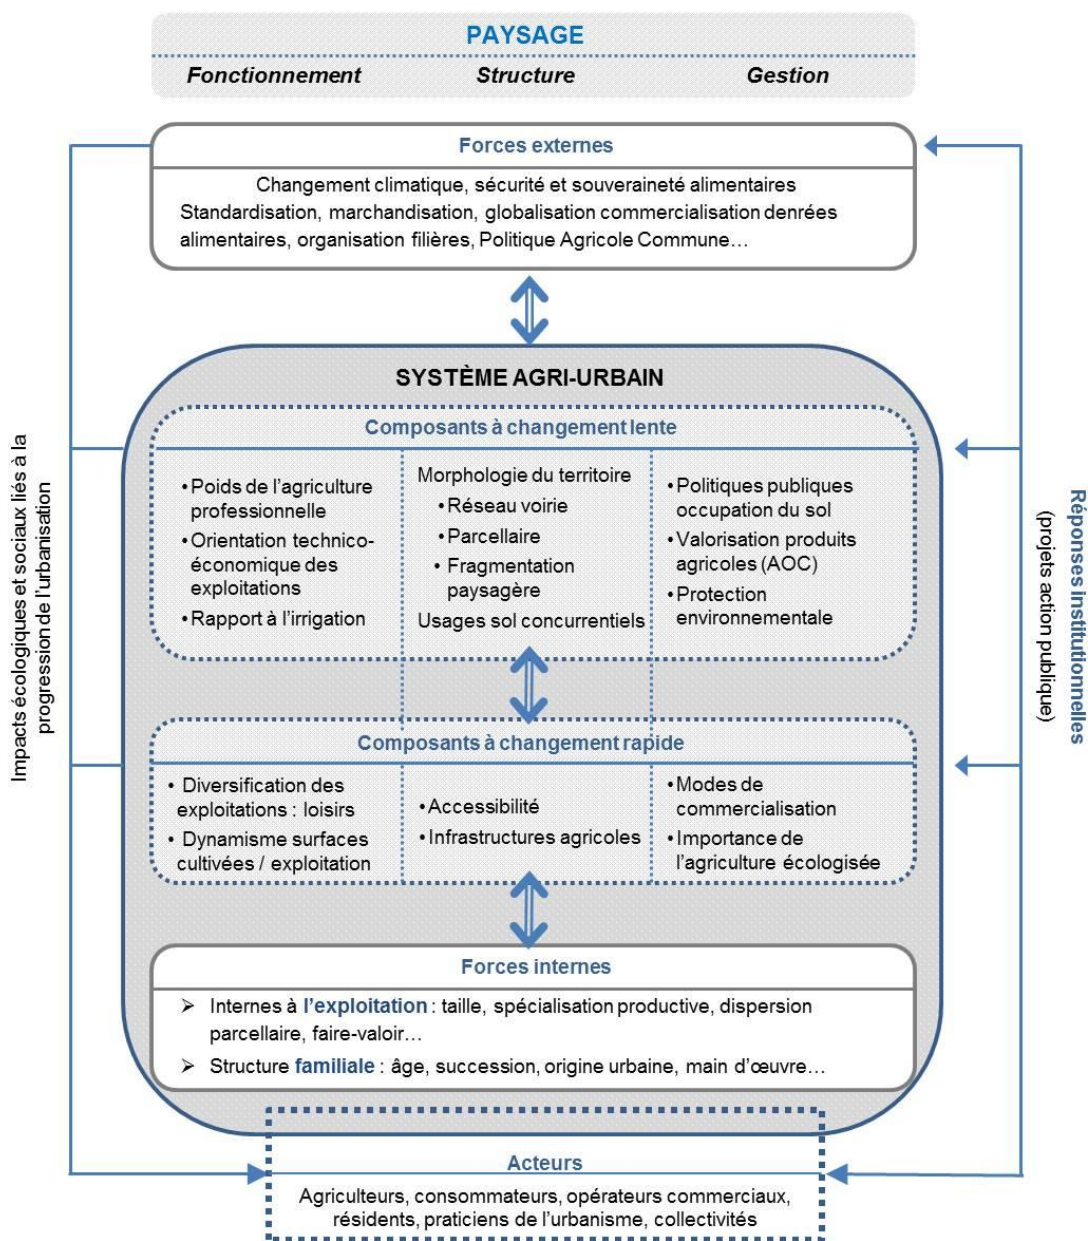 PAYSAGE
Fonctionnement Structure Gestion
Forces externes
Changement climatique, sécurité et souveraineté alimentaires
Standardisation, marchandisation, globalisation commercialisation denrées
alimentaires, organisation filières, Politique Agricole Commune…
SYSTÈME AGRI-URBAIN
Composants à changement lente
•Poids de l’agriculture
professionnelle
•Orientation technico-
économique des
exploitations
•Rapport à l’irrigation
Morphologie du territoire
•Réseau voirie
•Parcellaire
•Fragmentation
paysagère
Usages sol concurrentiels
•Politiques publiques
occupation du sol
•Valorisation produits
agricoles (AOC)
•Protection
environnementale
Composants à changement rapide
• Diversification des
exploitations : loisirs
• Dynamisme surfaces
cultivées / exploitation
•Accessibilité
•Infrastructures agricoles
•Modes de
commercialisation
•Importance de
l’agriculture écologisée
Forces internes
➢ Internes à l’exploitation : taille, spécialisation productive, dispersion
parcellaire, faire-valoir…
➢ Structure familiale : âge, succession, origine urbaine, main d’œuvre…
Acteurs
Agriculteurs, consommateurs, opérateurs commerciaux,
résidents, praticiens de l’urbanisme, collectivités
Impacts écologiques et sociaux liés à la
progression de l’urbanisation
Réponses institutionnelles
(projets action publique)